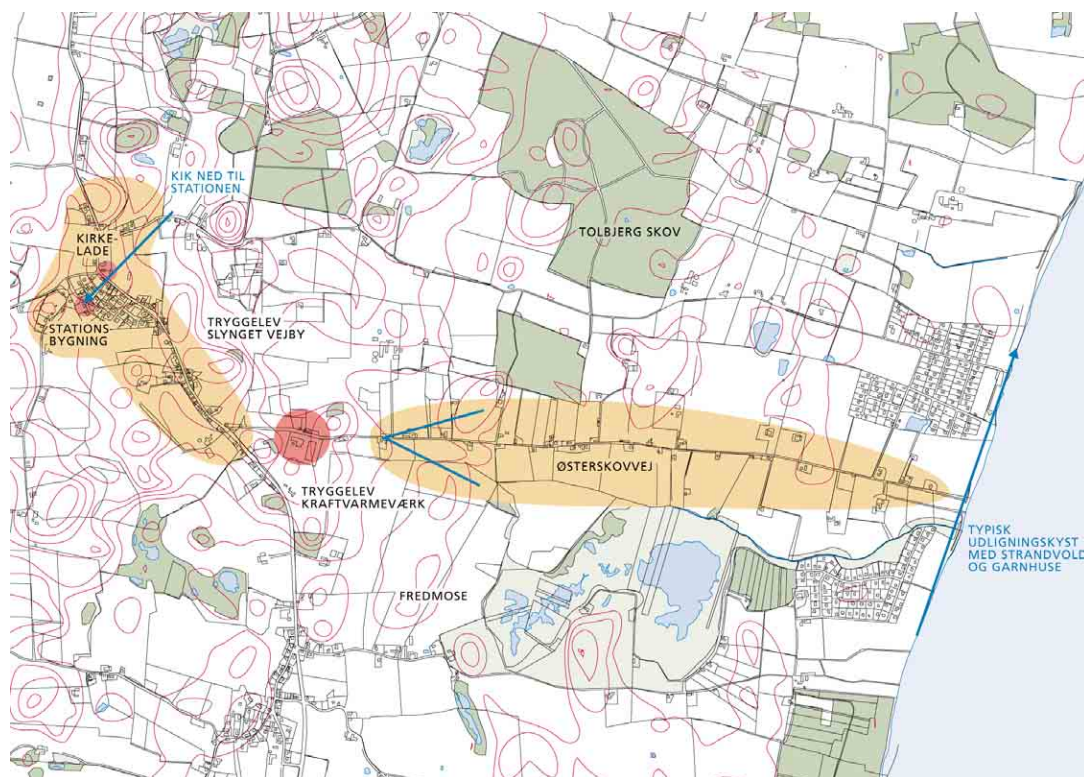 KIK NED TIL
STATIONEN
KIRKE-
LADE
TOLBJERG SKOV
STATIONS
BYGNING
TRYGGELEV
SLYNGET VEJBY
ØSTERSKOVVEJ
TRYGGELEV
KRAFTVARMEVÆRK
TYPISK
UDLIGNINGSKYST
MED STRANDVOLD
OG GARNHUSE
FREDMOSE